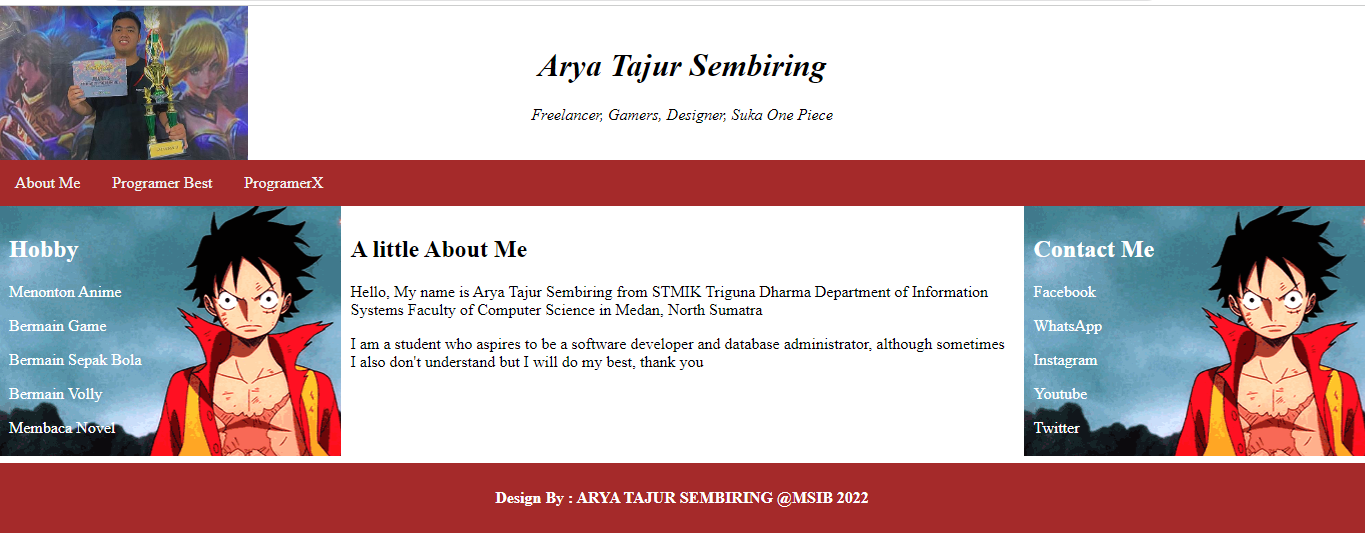 Arya Tajur Sembiring
Freelancer, Gamers, Designer, Suka One Piece
About Me Programer Best ProgramerX
Hobby
Menonton Anime
Bermain Game
Bermain Sepak Bola
Bermain Volly
Membaca Novel
A little About Me
Hello, My name is Arya Tajur Sembiring from STMIK Triguna Dharma Department of Information
Systems Faculty of Computer Science in Medan, North Sumatra
I am a student who aspires to be a software developer and database administrator, although sometimes
I also don't understand but I will do my best, thank you
Contact Me
Facebook
WhatsApp
Instagram
Youtube
Twitter
Design By : ARYA TAJUR SEMBIRING @MSIB 2022